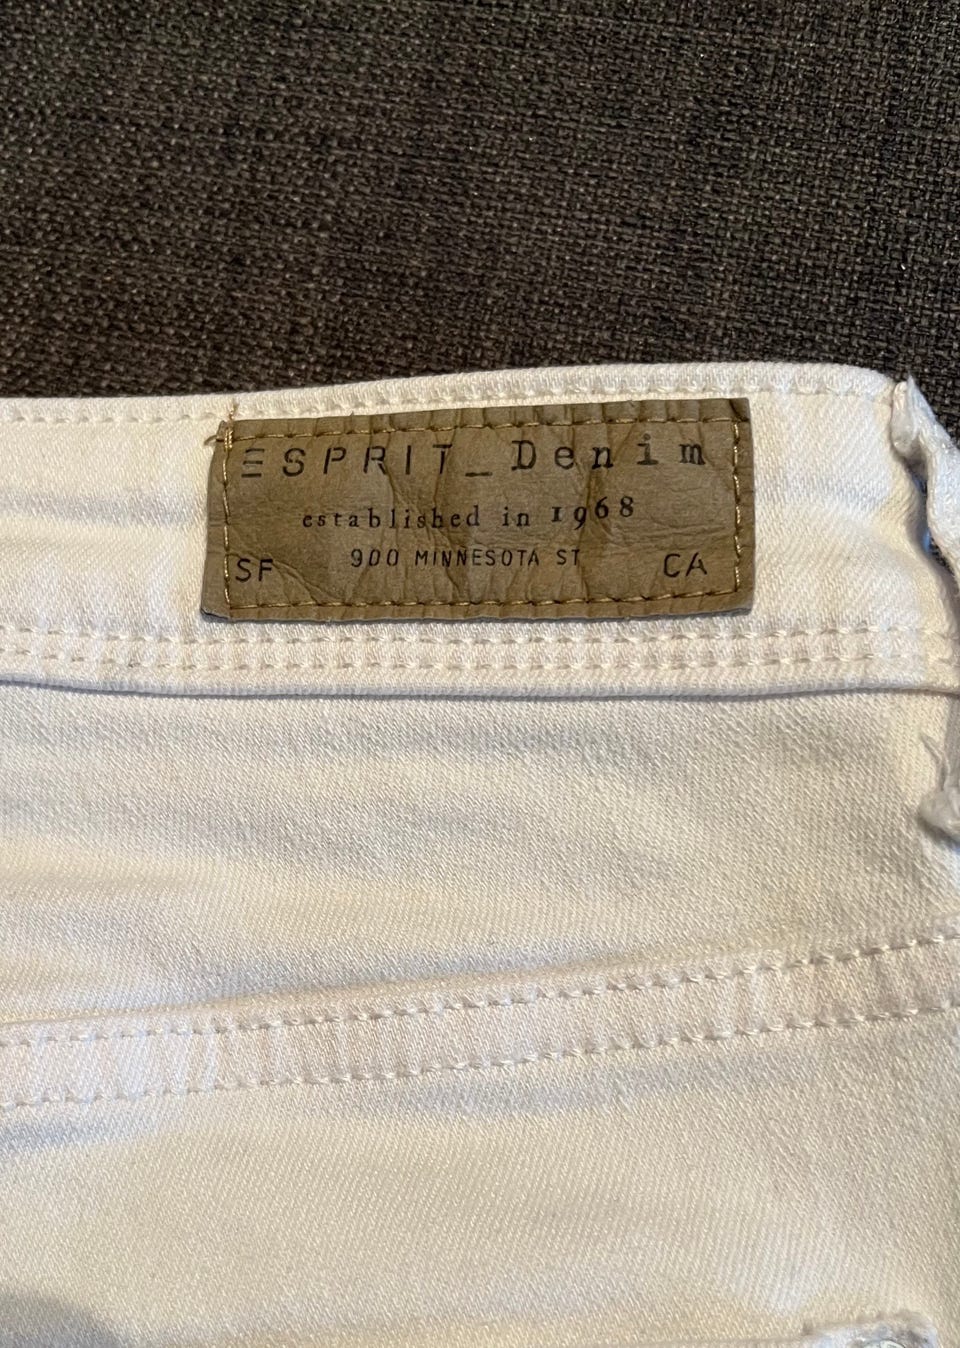 ESPRIT_Denim
established in 1968
SF 900 MINNESOTA ST CA